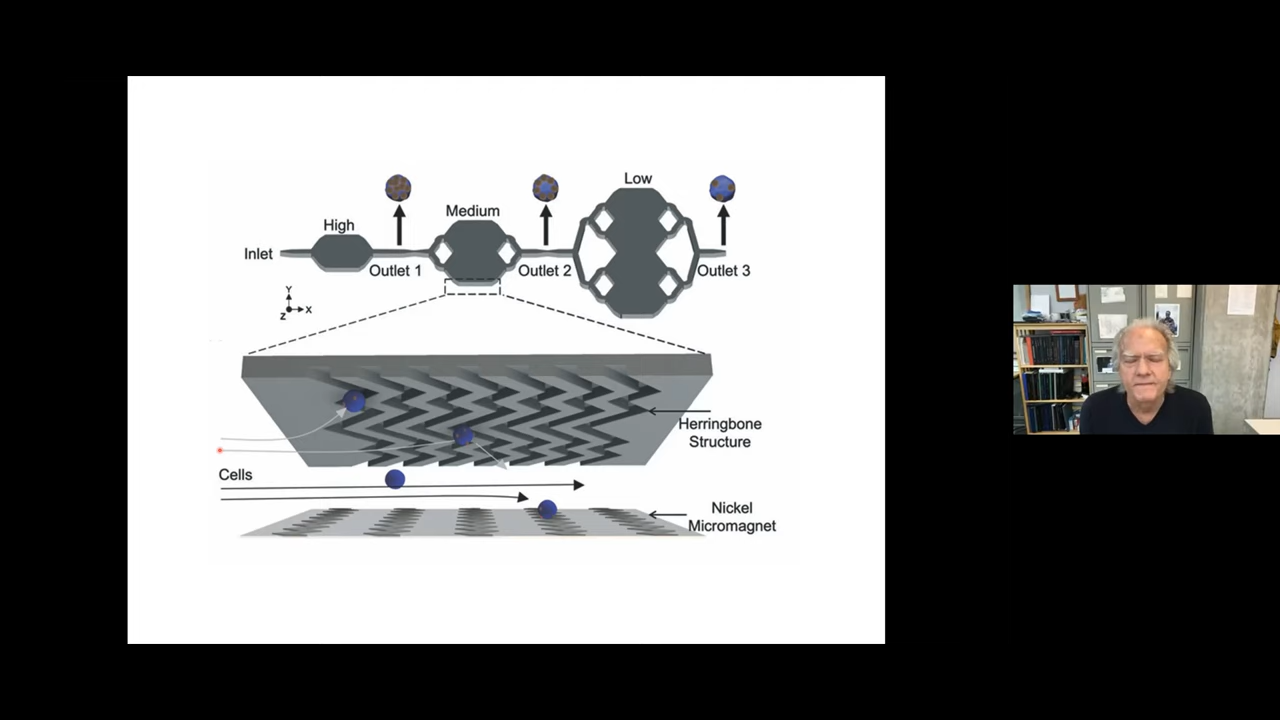 Low
Medium
High
Inlet
Outlet 1
Outlet 2
Outlet 3
Y
Z
X
Herringbone
Structure
Cells
Nickel
Micromagnet